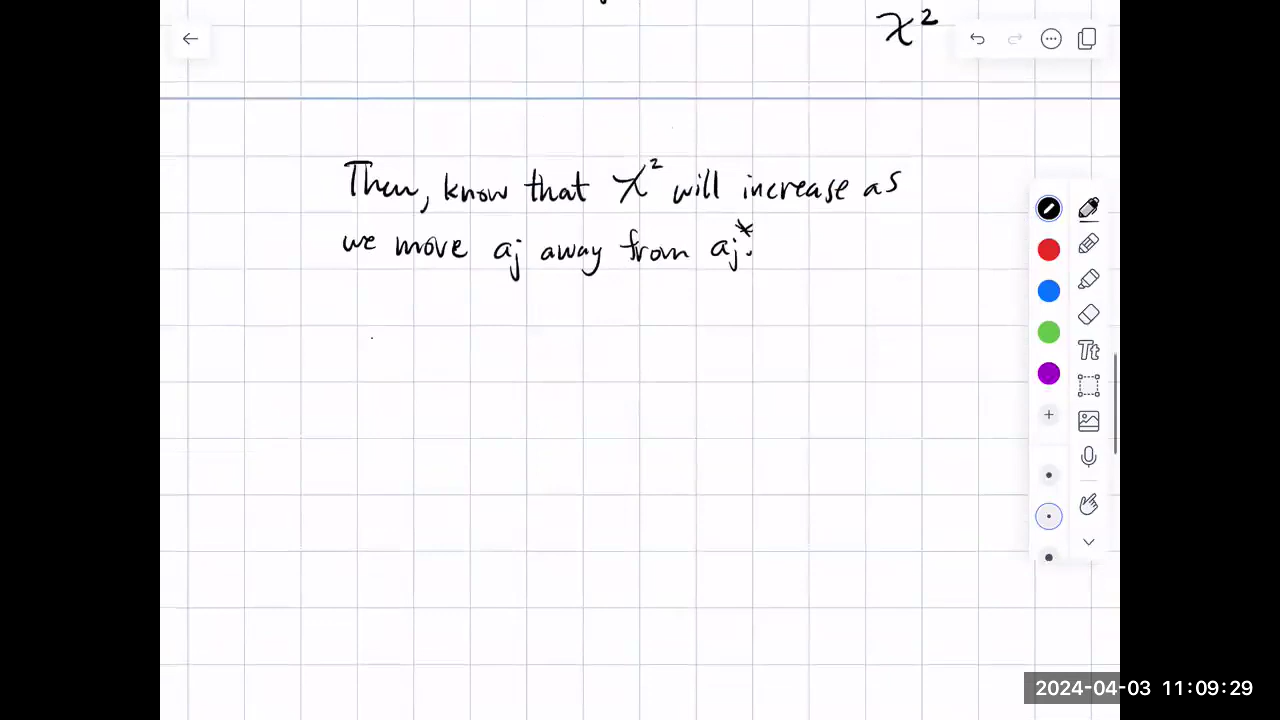 χ²
Then, know that χ² will increase as
we move aj away from aj*.
Tt
2024-04-03 11:09:29